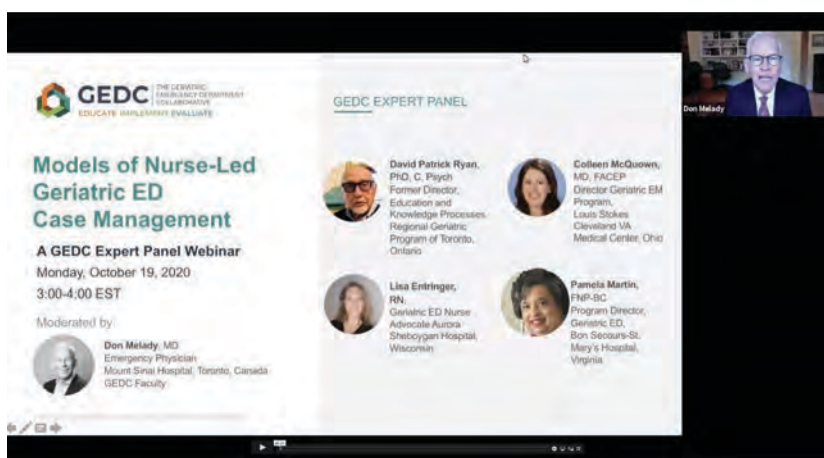 GEDC
THE GERIATRIC
EMERGENCY DEPARTMENT
COLLABORATIVE
EDUCATE IMPLEMENT EVALUATE
Models of Nurse-Led
Geriatric ED
Case Management
A GEDC Expert Panel Webinar
Monday, October 19, 2020
3:00-4:00 EST
Moderated by
Don Melady, MD
Emergency Physician
Mount Sinai Hospital, Toronto, Canada
GEDC Faculty
GEDC EXPERT PANEL
David Patrick Ryan,
PhD, C. Psych
Former Director,
Education and
Knowledge Processes,
Regional Geriatric
Program of Toronto,
Ontario
Colleen McQuown,
MD, FACEP
Director Geriatric EM
Program,
Louis Stokes
Cleveland VA
Medical Center, Ohio
Lisa Entringer,
RN,
Geriatric ED Nurse
Advocate Aurora
Sheboygan Hospital,
Wisconsin
Pamela Martin,
FNP-BC
Program Director,
Geriatric ED,
Bon Secours-St.
Mary's Hospital,
Virginia
Don Melady